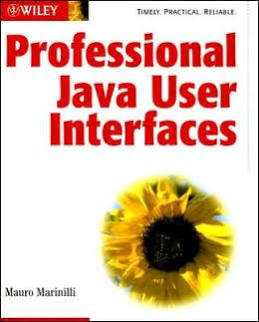 WILEY
TIMELY. PRACTICAL. RELIABLE.
Professional
Java User
Interfaces
Mauro Marinilli